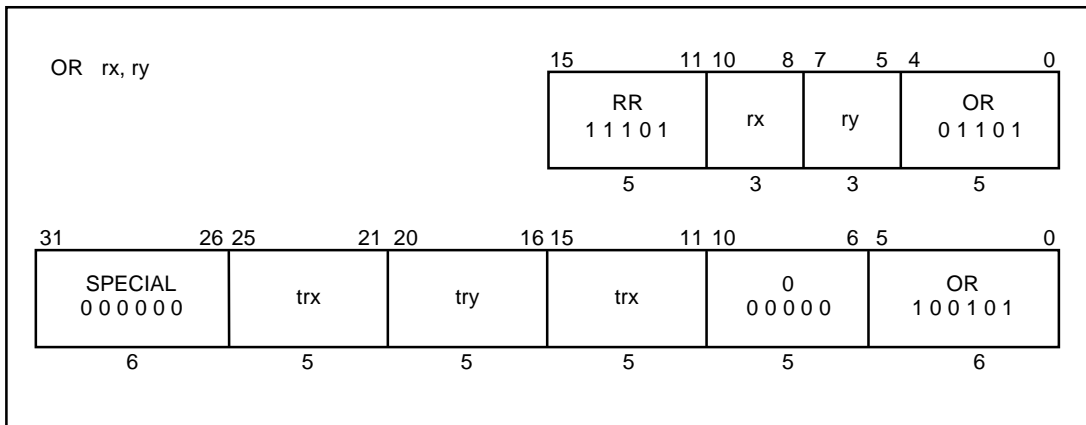 OR rx, ry
15 11 10 8 7 5 4 0
RR rx ry OR
1 1 1 0 1 0 1 1 0 1
5 3 3 5
31 26 25 21 20 16 15 11 10 6 5 0
SPECIAL trx try trx 0 OR
0 0 0 0 0 0 0 0 0 0 0 1 0 0 1 0 1
6 5 5 5 5 6